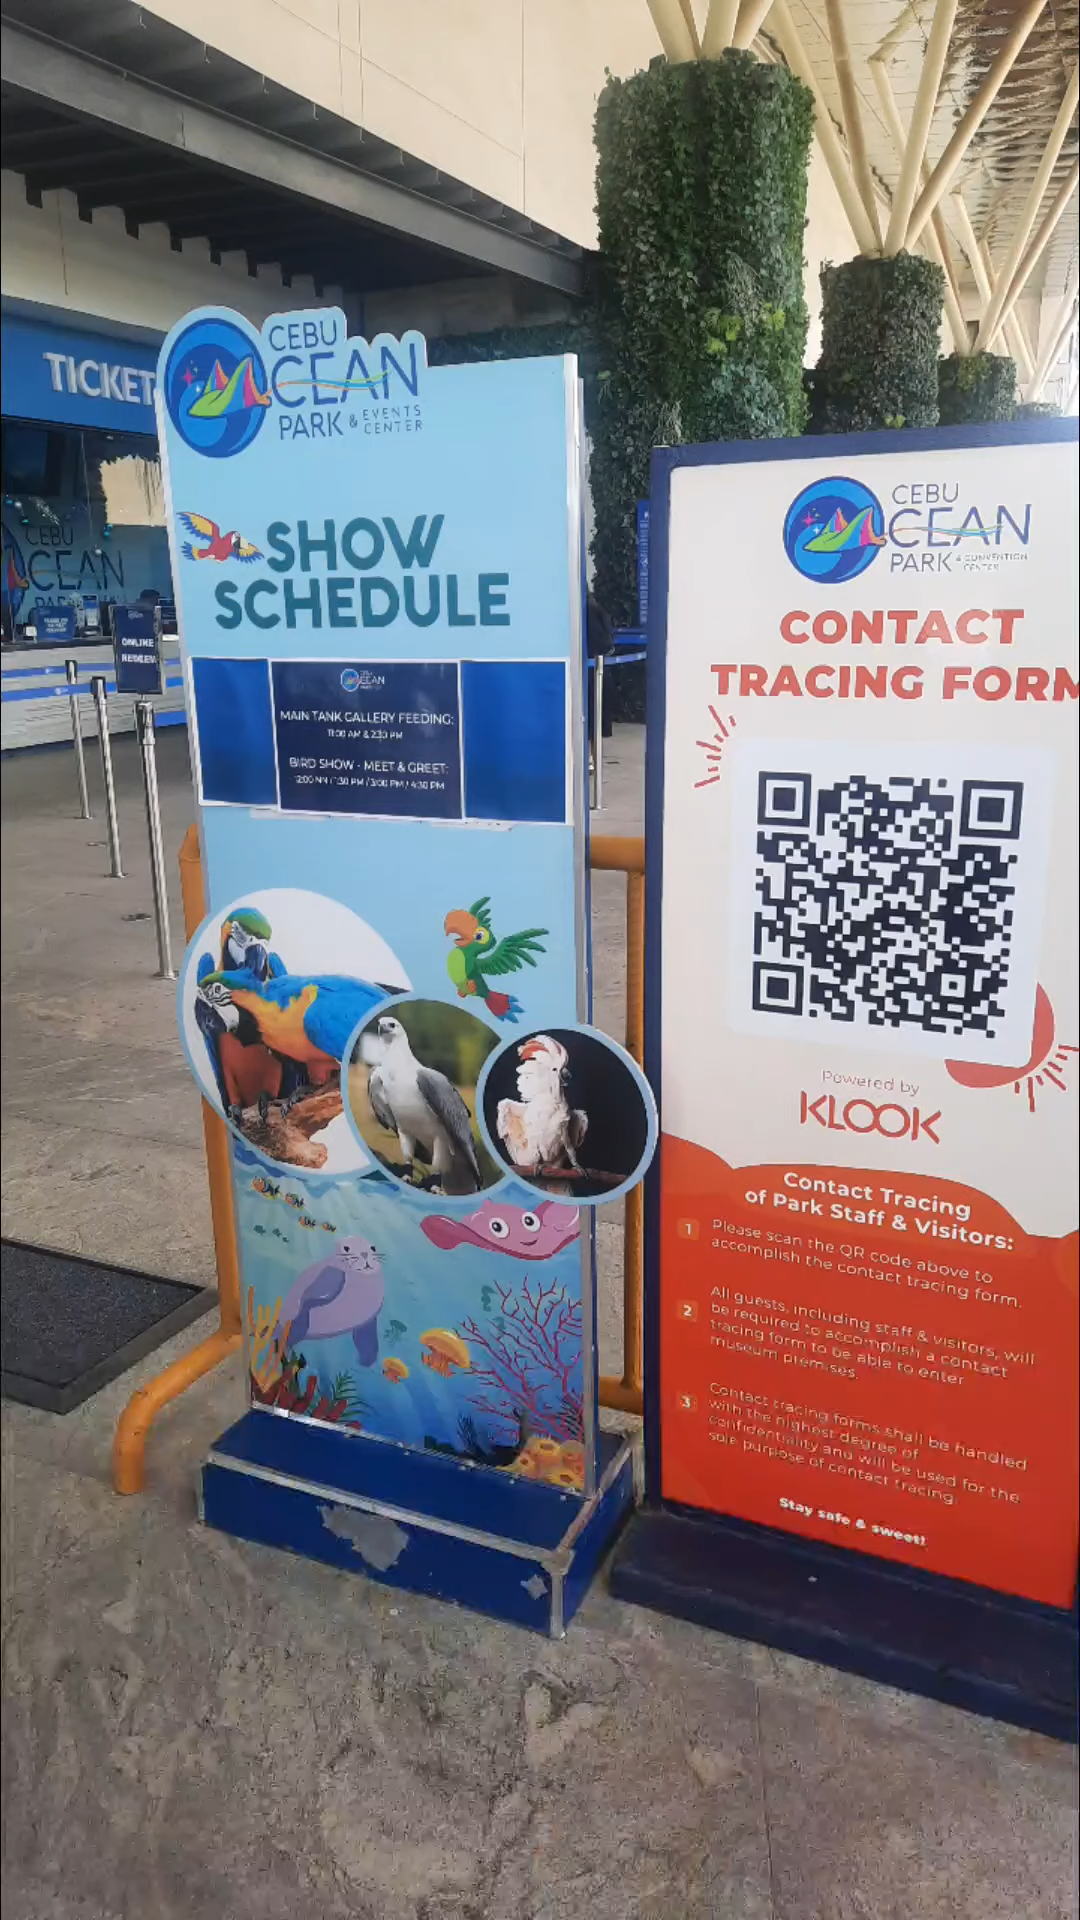 TICKET
CEBU
OCEAN
PARK & EVENTS
CENTER
SHOW
SCHEDULE
CEBU
OCEAN
MAIN TANK GALLERY FEEDING:
11:00 AM & 2:30 PM
BIRD SHOW - MEET & GREET:
12:00 NN / 1:30 PM / 3:00 PM / 4:30 PM
CEBU
OCEAN
ONLINE
REDEEM
CEBU
OCEAN
PARK & CONVENTION
CENTER
CONTACT
TRACING FORM
Powered by
KLOOK
Contact Tracing
of Park Staff & Visitors:
1 Please scan the QR code above to
accomplish the contact tracing form.
2 All guests, including staff & visitors, will
be required to accomplish a contact
tracing form to be able to enter
museum premises.
3 Contact tracing forms shall be handled
with the highest degree of
confidentiality and will be used for the
sole purpose of contact tracing.
Stay safe & sweet!